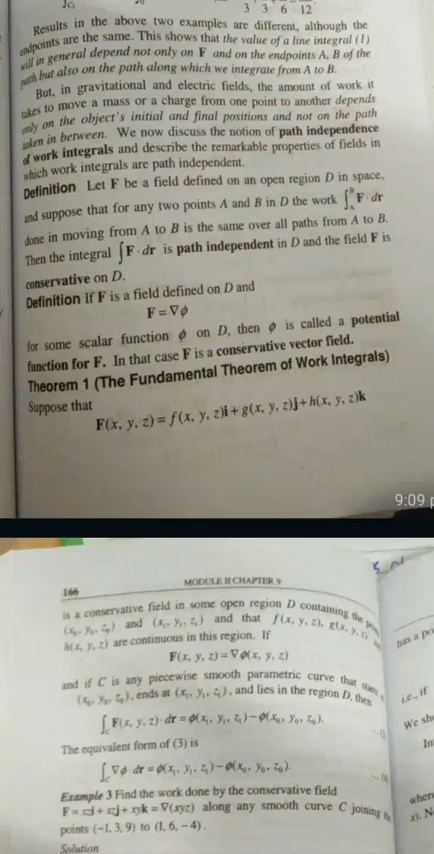 3 3 6 12
Results in the above two examples are different, although the
endpoints are the same. This shows that the value of a line integral (1)
will in general depend not only on F and on the endpoints A, B of the
path but also on the path along which we integrate from A to B.
But, in gravitational and electric fields, the amount of work it
takes to move a mass or a charge from one point to another depends
only on the object's initial and final positions and not on the path
taken in between. We now discuss the notion of path independence
of work integrals and describe the remarkable properties of fields in
which work integrals are path independent.
Definition Let F be a field defined on an open region D in space,
and suppose that for any two points A and B in D the work ∫_A^B F · dr
done in moving from A to B is the same over all paths from A to B.
Then the integral ∫F · dr is path independent in D and the field F is
conservative on D.
Definition If F is a field defined on D and
F = ∇ϕ
for some scalar function ϕ on D, then ϕ is called a potential
function for F. In that case F is a conservative vector field.
Theorem 1 (The Fundamental Theorem of Work Integrals)
Suppose that
F(x, y, z) = f(x, y, z)i + g(x, y, z)j + h(x, y, z)k
9:09
166 MODULE II CHAPTER 9
is a conservative field in some open region D containing the
(x₀, y₀, z₀) and (x₁, y₁, z₁) and that f(x, y, z), g(x, y, z)
h(x, y, z) are continuous in this region. If
F(x, y, z) = ∇ϕ(x, y, z)
and if C is any piecewise smooth parametric curve that
(x₀, y₀, z₀), ends at (x₁, y₁, z₁), and lies in the region D, then
∫_C F(x, y, z) · dr = ϕ(x₁, y₁, z₁) – ϕ(x₀, y₀, z₀).
The equivalent form of (3) is
∫_C ∇ϕ · dr = ϕ(x₁, y₁, z₁) – ϕ(x₀, y₀, z₀).
Example 3 Find the work done by the conservative field
F = yzi + xzj + xyk = ∇(xyz) along any smooth curve C joining the
points (–1, 3, 9) to (1, 6, –4).
Solution
has a po
i.e., if
We sh
In
where
x). N